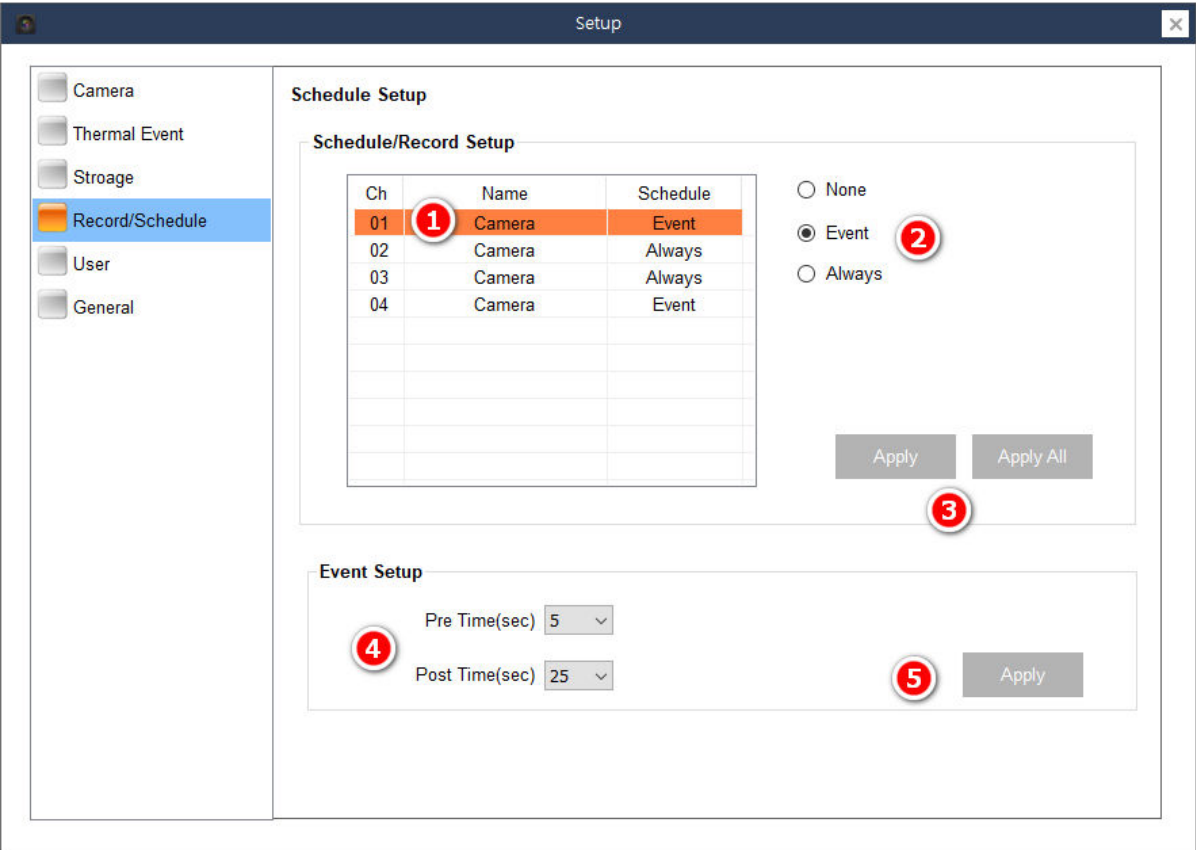 Setup
Camera
Thermal Event
Stroage
Record/Schedule
User
General
Schedule Setup
Schedule/Record Setup
Ch Name Schedule
01 1 Camera Event
02 Camera Always
03 Camera Always
04 Camera Event
None
Event 2
Always
Apply Apply All
3
Event Setup
Pre Time(sec) 5
4
Post Time(sec) 25
5 Apply